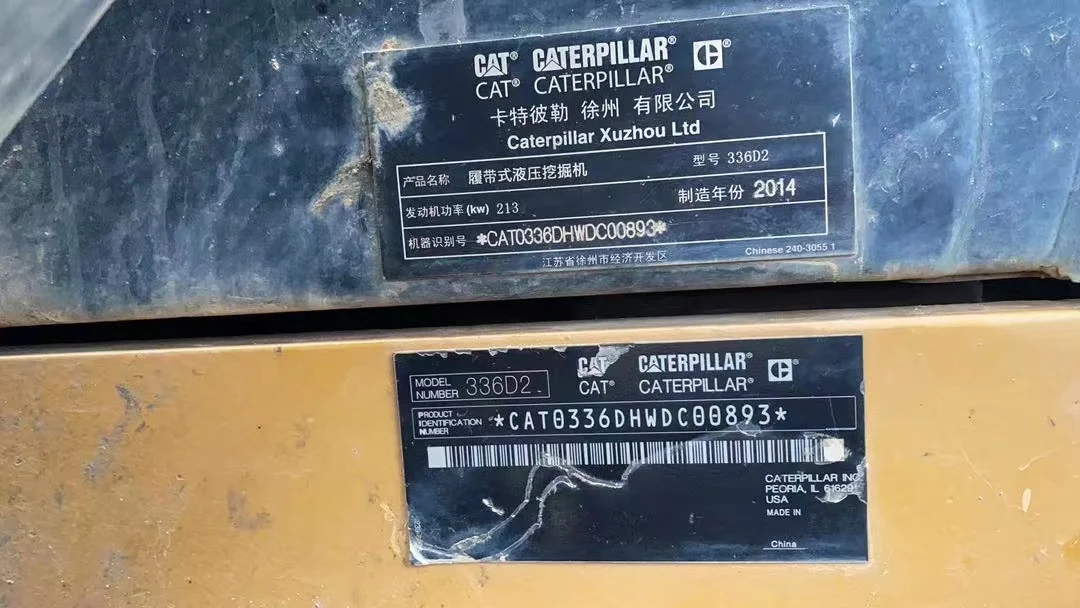 CAT® CATERPILLAR® C®
CAT® CATERPILLAR®
卡特彼勒 徐州 有限公司
Caterpillar Xuzhou Ltd
产品名称 履带式液压挖掘机 型号 336D2
发动机功率(kw) 213 制造年份 2014
机器识别号 *CAT0336DHWDC00893*
江苏省徐州市经济开发区 Chinese 240-3055 1
MODEL NUMBER 336D2
CAT CATERPILLAR® C®
CAT® CATERPILLAR®
PRODUCT IDENTIFICATION NUMBER *CAT0336DHWDC00893*
CATERPILLAR INC.
PEORIA, IL 61629
USA
MADE IN
China